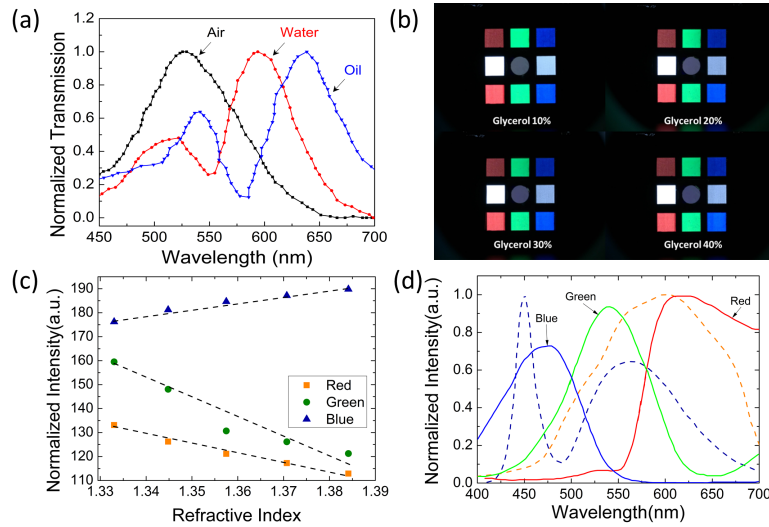 (a)
Normalized Transmission
1.2
1.0
0.8
0.6
0.4
0.2
0.0
Air
Water
Oil
450 500 550 600 650 700
Wavelength (nm)
(b)
Glycerol 10%
Glycerol 20%
Glycerol 30%
Glycerol 40%
(c)
Normalized Intensity(a.u.)
190
180
170
160
150
140
130
120
110
Red
Green
Blue
1.33 1.34 1.35 1.36 1.37 1.38 1.39
Refractive Index
(d)
Normalized Intensity(a.u.)
1.0
0.8
0.6
0.4
0.2
0.0
Blue
Green
Red
400 450 500 550 600 650 700
Wavelength(nm)